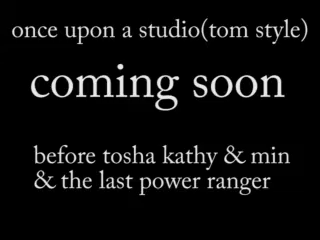 once upon a studio(tom style)
coming soon
before tosha kathy & min
& the last power ranger